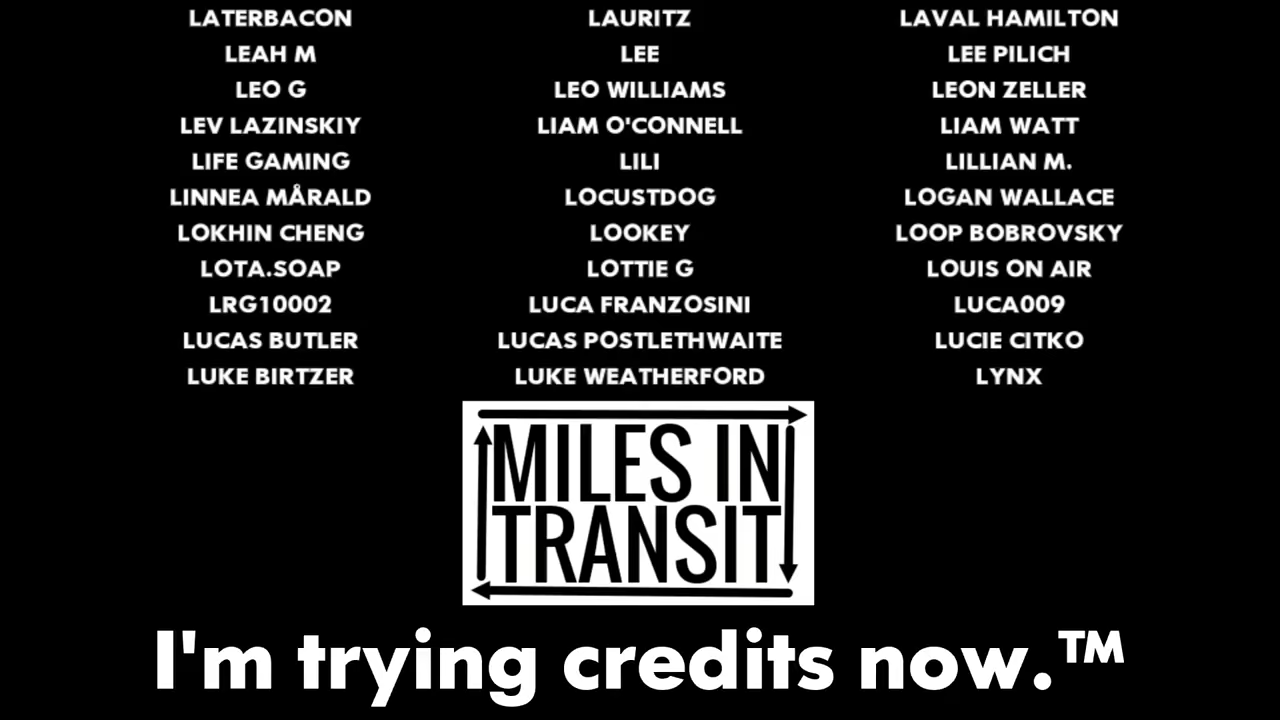 LATERBACON LAURITZ LAVAL HAMILTON
LEAH M LEE LEE PILICH
LEO G LEO WILLIAMS LEON ZELLER
LEV LAZINSKIY LIAM O'CONNELL LIAM WATT
LIFE GAMING LILI LILLIAN M.
LINNEA MÅRALD LOCUSTDOG LOGAN WALLACE
LOKHIN CHENG LOOKEY LOOP BOBROVSKY
LOTA.SOAP LOTTIE G LOUIS ON AIR
LRG10002 LUCA FRANZOSINI LUCA009
LUCAS BUTLER LUCAS POSTLETHWAITE LUCIE CITKO
LUKE BIRTZER LUKE WEATHERFORD LYNX
MILES IN
TRANSIT
I'm trying credits now.™